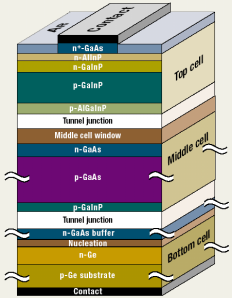 AR
Contact
n⁺-GaAs
n-AlInP
n-GaInP
p-GaInP
p-AlGaInP
Tunnel junction
Middle cell window
n-GaAs
p-GaAs
p-GaInP
Tunnel junction
n-GaAs buffer
Nucleation
n-Ge
p-Ge substrate
Contact
Top cell
Middle cell
Bottom cell